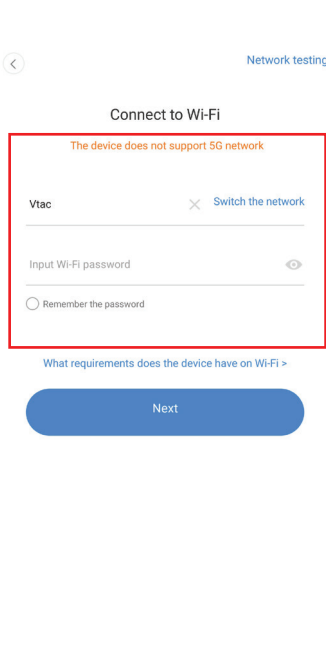 Network testing
Connect to Wi-Fi
The device does not support 5G network
Vtac
Switch the network
Input Wi-Fi password
Remember the password
What requirements does the device have on Wi-Fi >
Next